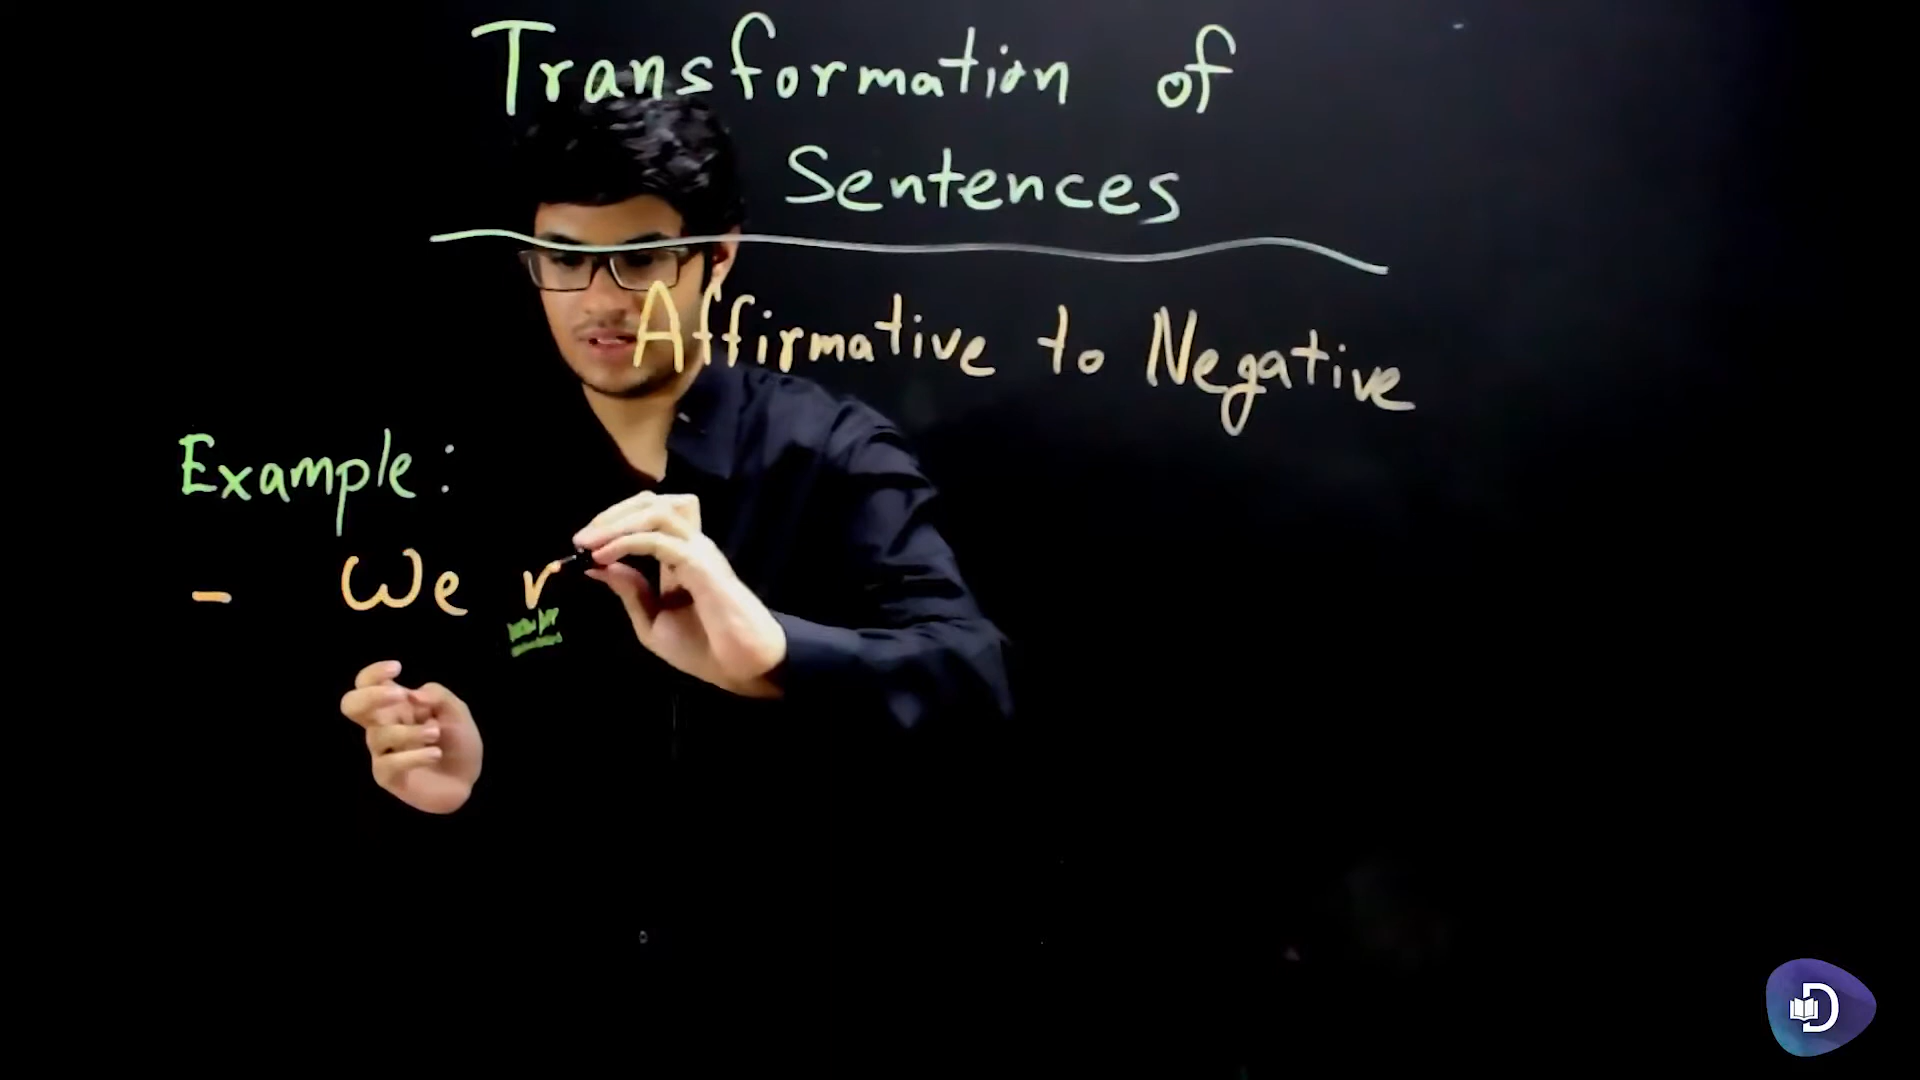 Transformation of
Sentences
Affirmative to Negative
Example:
- We r
D